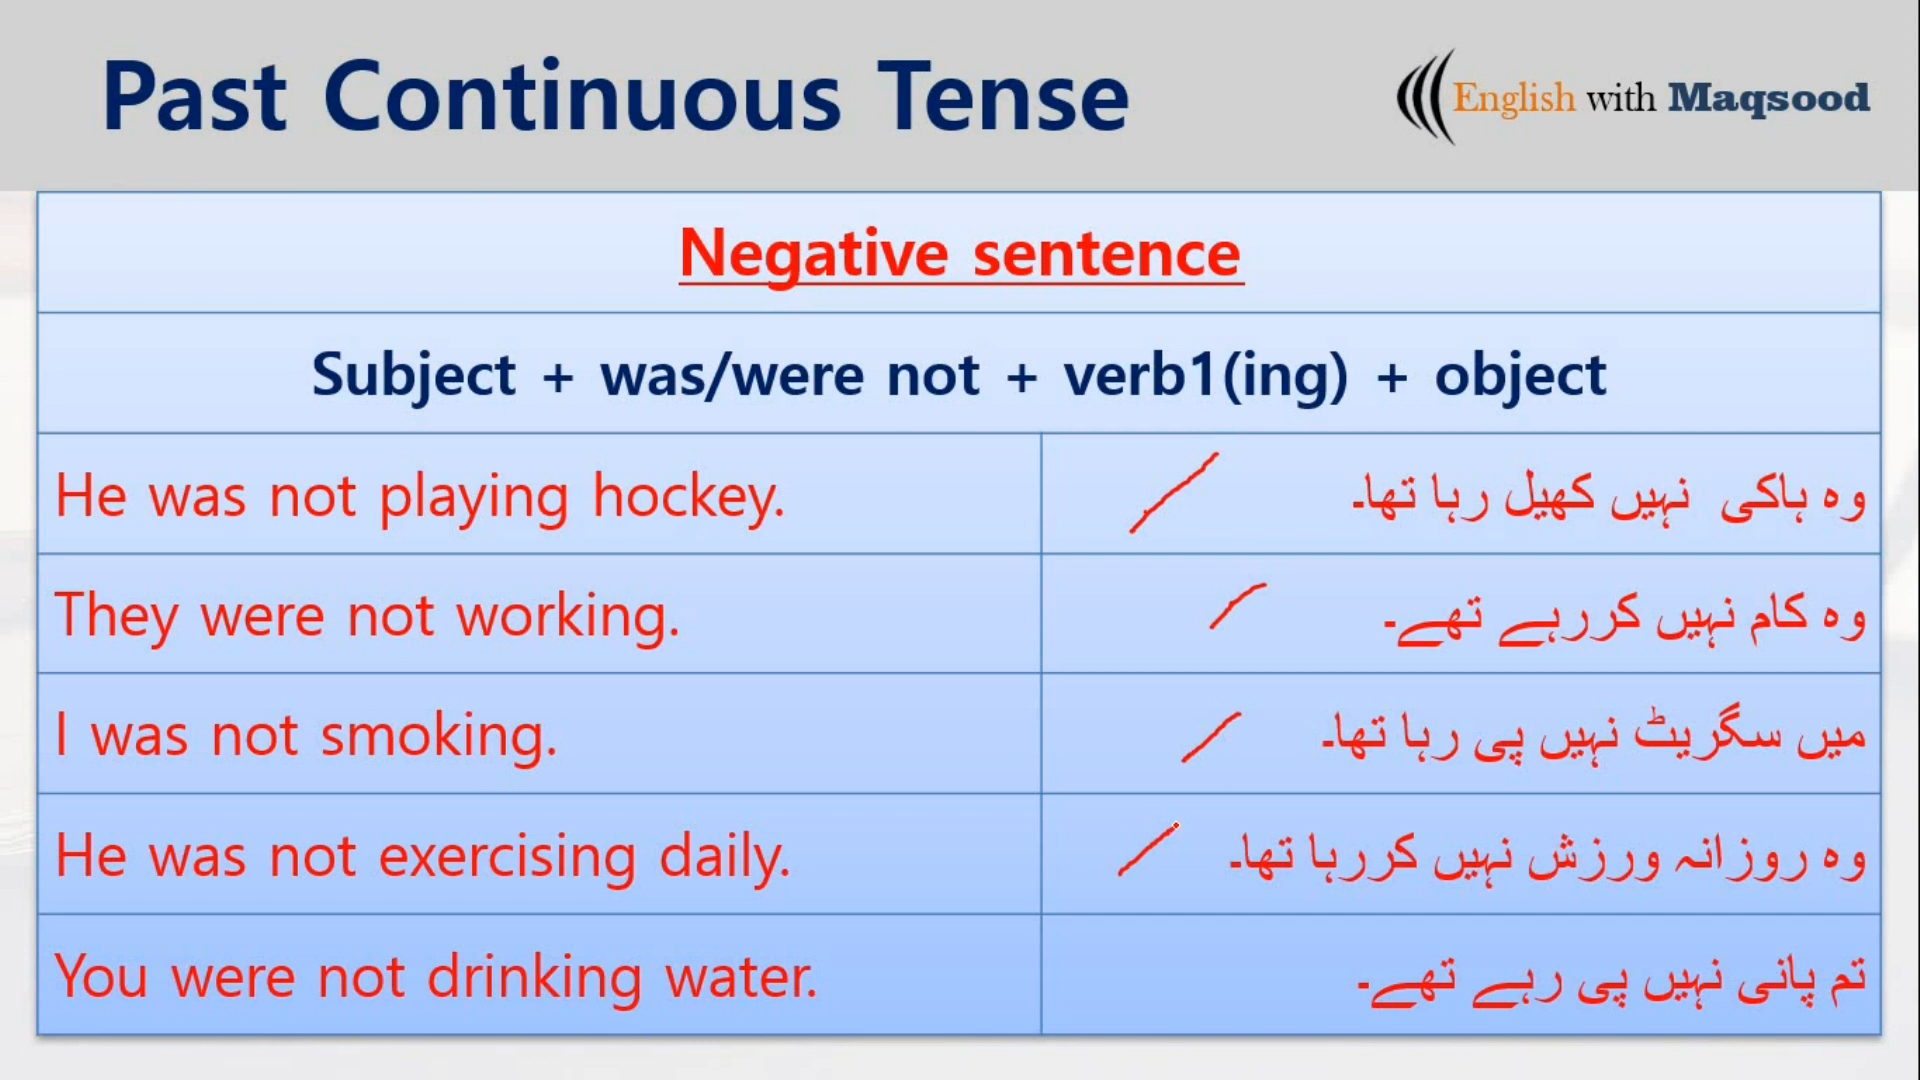 Past Continuous Tense
English with Maqsood
Negative sentence
Subject + was/were not + verb1(ing) + object
He was not playing hockey.
وہ ہاکی نہیں کھیل رہا تھا۔
They were not working.
وہ کام نہیں کررہے تھے۔
I was not smoking.
میں سگریٹ نہیں پی رہا تھا۔
He was not exercising daily.
وہ روزانہ ورزش نہیں کررہا تھا۔
You were not drinking water.
تم پانی نہیں پی رہے تھے۔